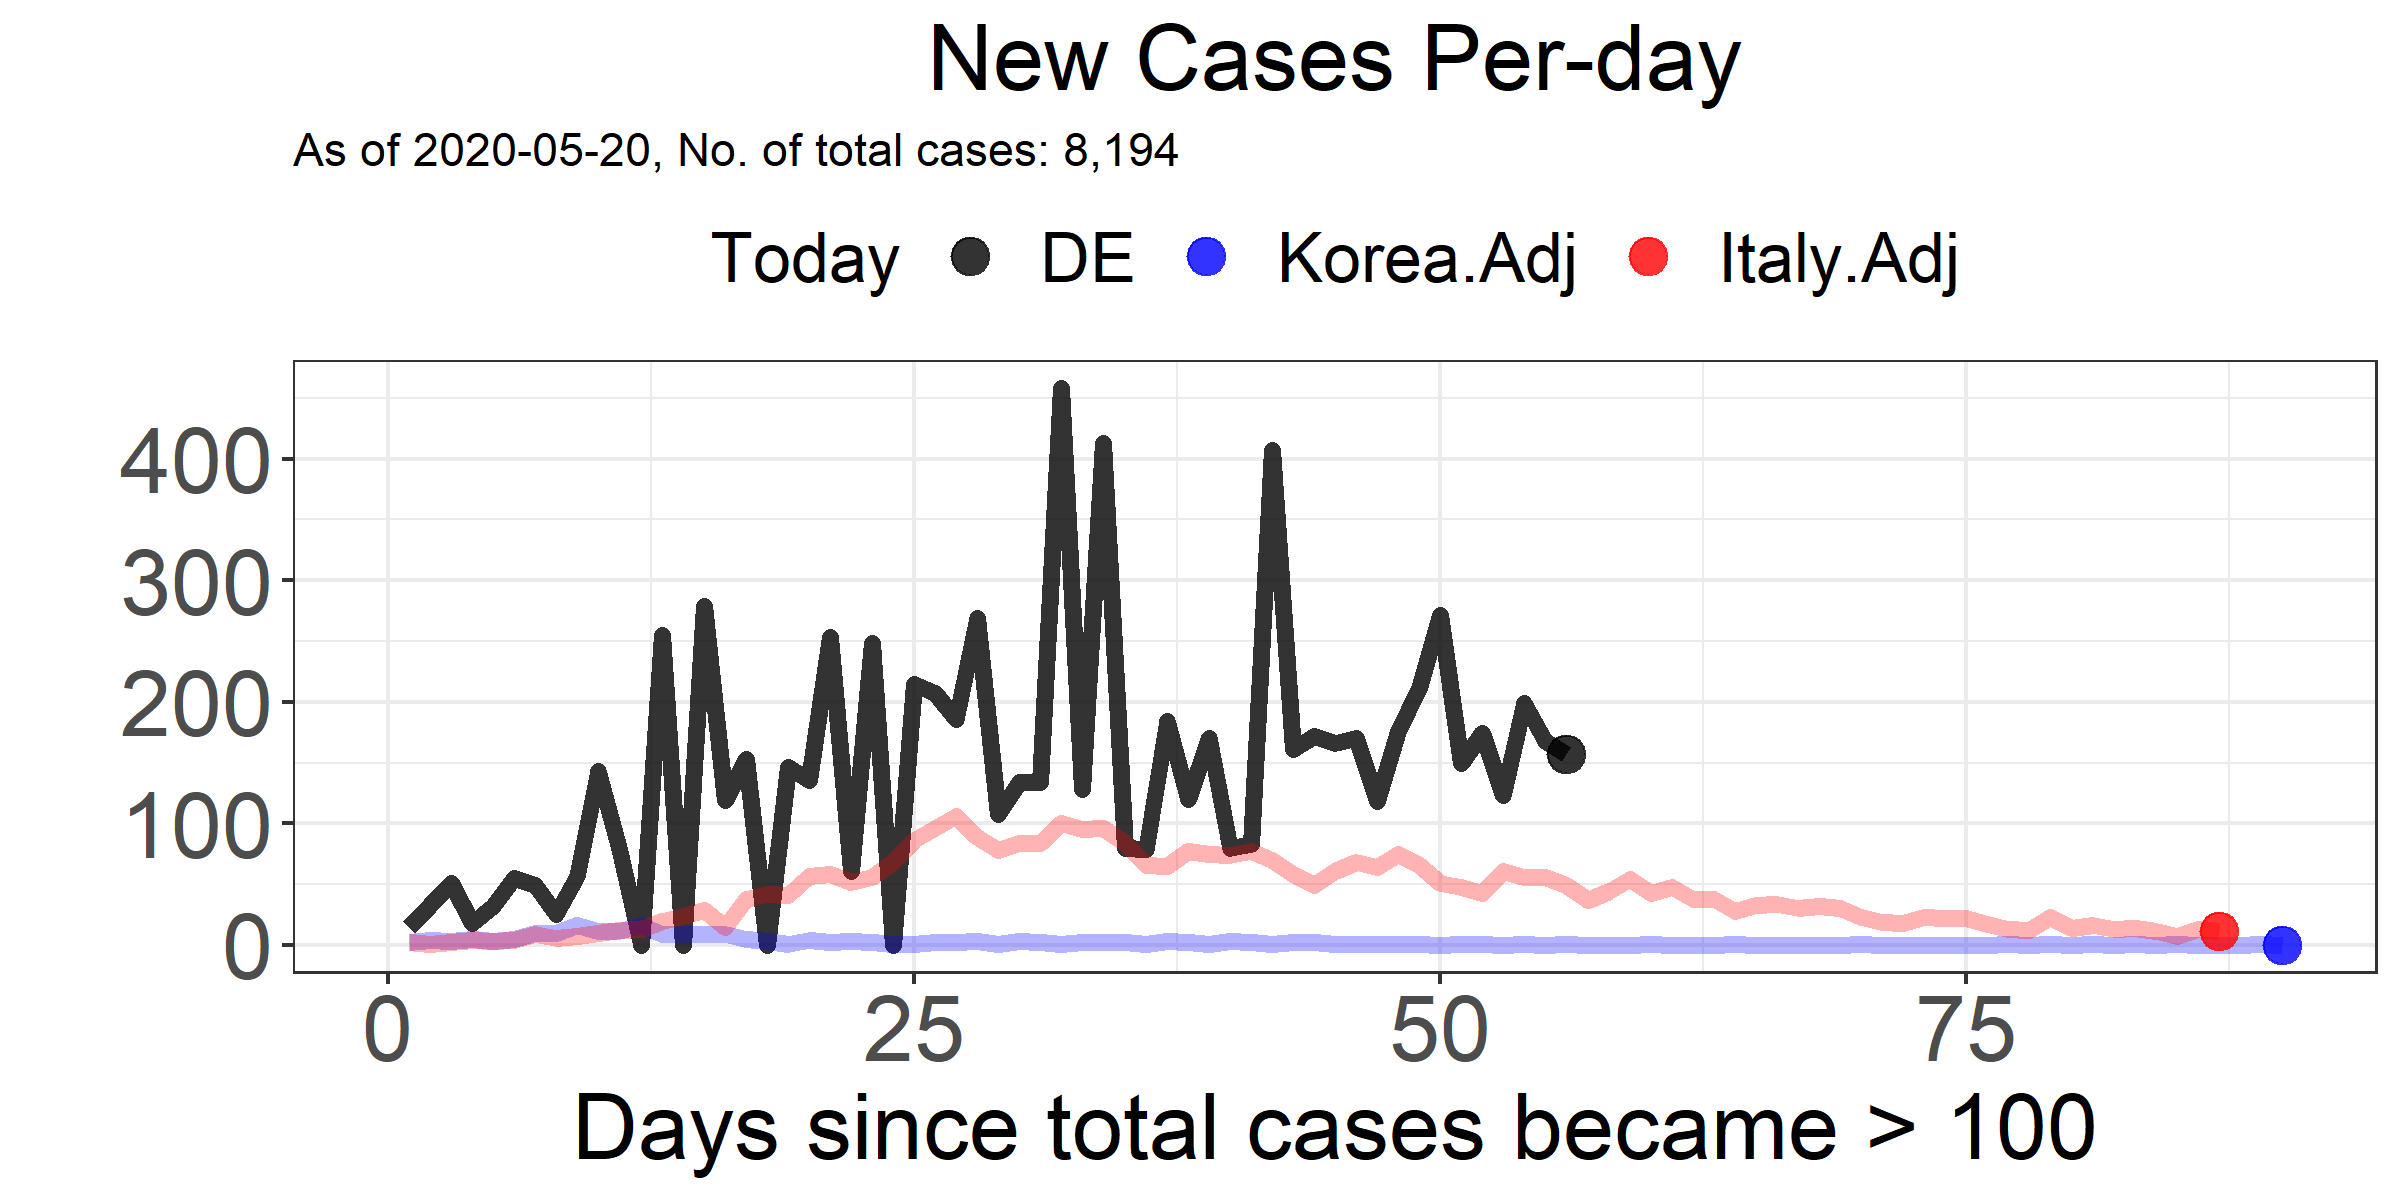 New Cases Per-day
As of 2020-05-20, No. of total cases: 8,194
Today DE Korea.Adj Italy.Adj
400
300
200
100
0
0 25 50 75
Days since total cases became > 100